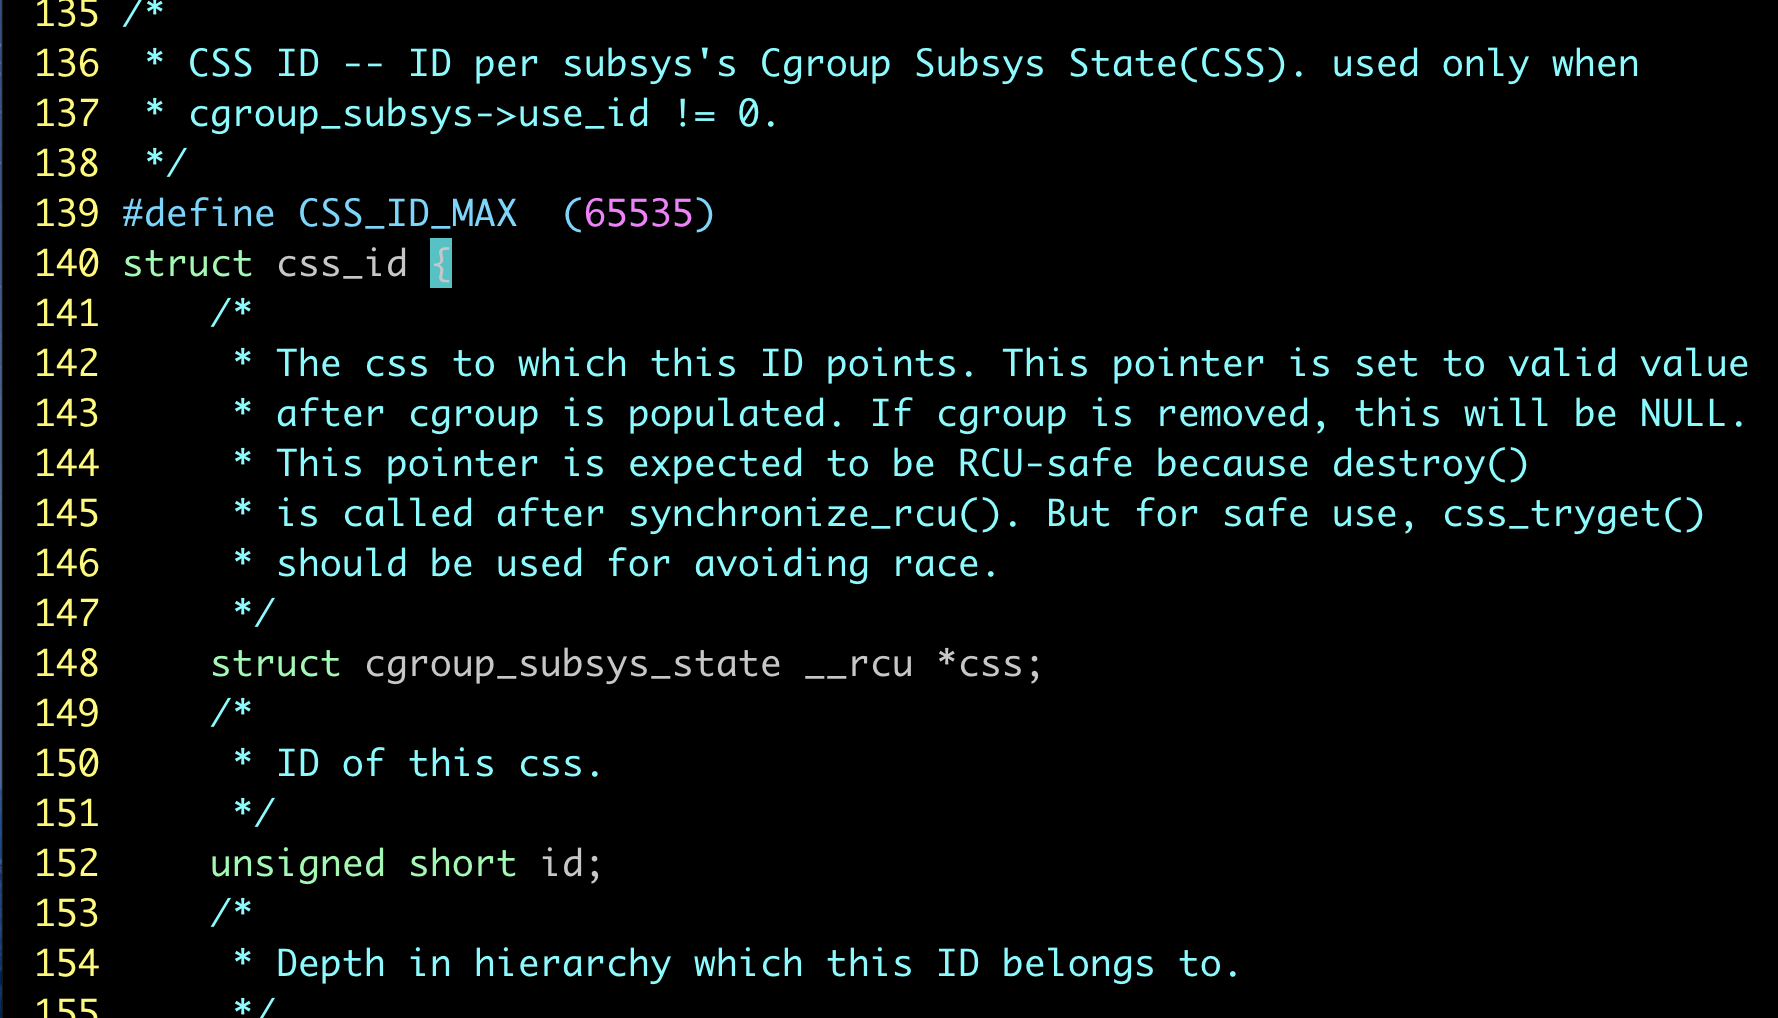 135 /*
136  * CSS ID -- ID per subsys's Cgroup Subsys State(CSS). used only when
137  * cgroup_subsys->use_id != 0.
138  */
139 #define CSS_ID_MAX  (65535)
140 struct css_id {
141     /*
142      * The css to which this ID points. This pointer is set to valid value
143      * after cgroup is populated. If cgroup is removed, this will be NULL.
144      * This pointer is expected to be RCU-safe because destroy()
145      * is called after synchronize_rcu(). But for safe use, css_tryget()
146      * should be used for avoiding race.
147      */
148     struct cgroup_subsys_state __rcu *css;
149     /*
150      * ID of this css.
151      */
152     unsigned short id;
153     /*
154      * Depth in hierarchy which this ID belongs to.
155      */